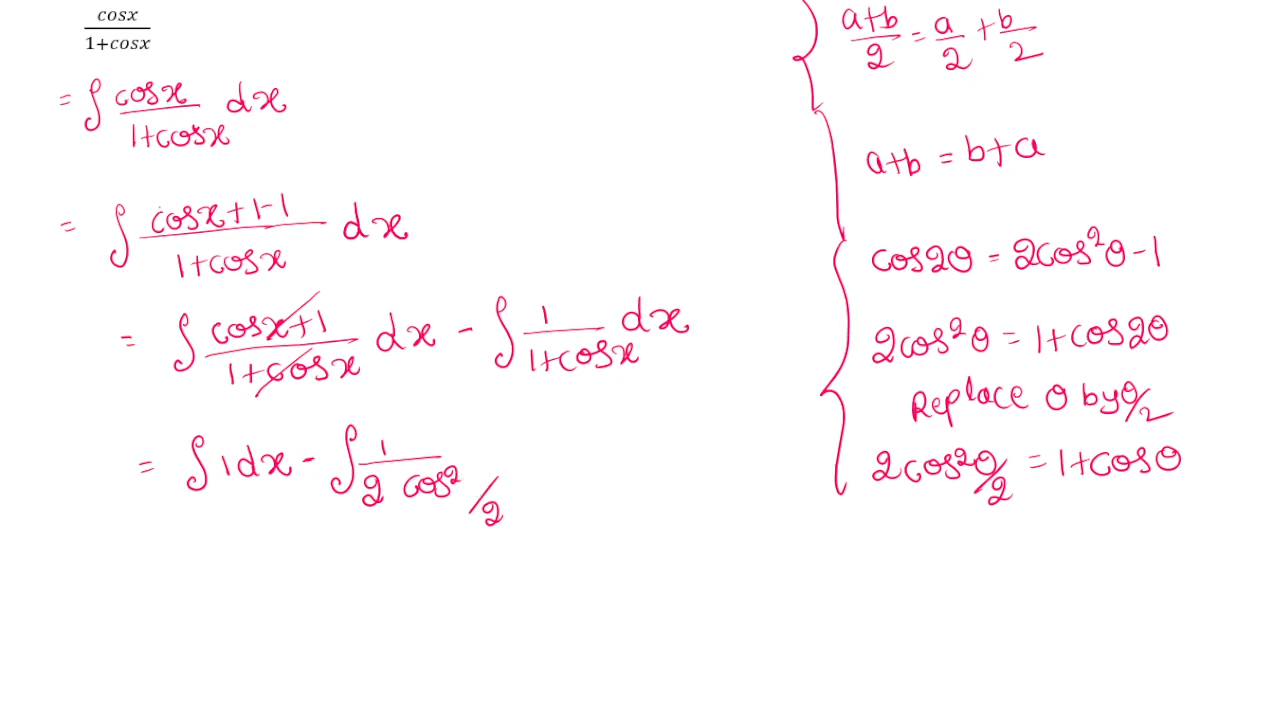 cosx
1+cosx
= ∫ cosx/1+cosx dx
= ∫ cosx+1-1/1+cosx dx
= ∫ cosx+1/1+cosx dx - ∫ 1/1+cosx dx
= ∫ 1dx - ∫ 1/2 cos²/2
a+b/2 = a/2 + b/2
a+b = b+a
cos2θ = 2cos²θ-1
2cos²θ = 1+cos2θ
Replace θ by θ/2
2cos²θ/2 = 1+cosθ